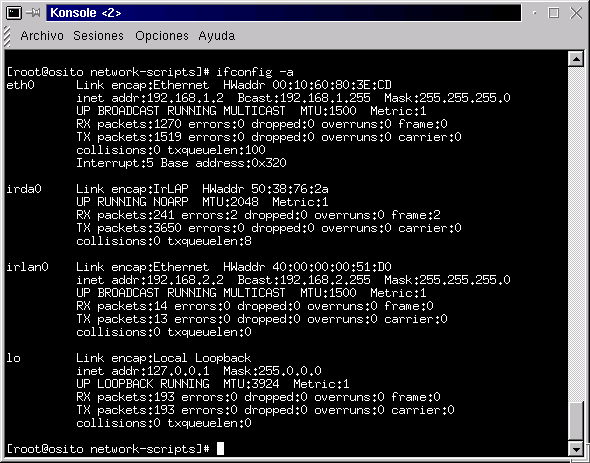 Konsole <2>
Archivo Sesiones Opciones Ayuda
[root@osito network-scripts]# ifconfig -a
eth0 Link encap:Ethernet HWaddr 00:10:60:80:3E:CD
inet addr:192.168.1.2 Bcast:192.168.1.255 Mask:255.255.255.0
UP BROADCAST RUNNING MULTICAST MTU:1500 Metric:1
RX packets:1270 errors:0 dropped:0 overruns:0 frame:0
TX packets:1519 errors:0 dropped:0 overruns:0 carrier:0
collisions:0 txqueuelen:100
Interrupt:5 Base address:0x320
irda0 Link encap:IrLAP HWaddr 50:38:76:2a
UP RUNNING NOARP MTU:2048 Metric:1
RX packets:241 errors:2 dropped:0 overruns:0 frame:2
TX packets:3650 errors:0 dropped:0 overruns:0 carrier:0
collisions:0 txqueuelen:8
irlan0 Link encap:Ethernet HWaddr 40:00:00:00:51:D0
inet addr:192.168.2.2 Bcast:192.168.2.255 Mask:255.255.255.0
UP BROADCAST RUNNING MULTICAST MTU:1500 Metric:1
RX packets:14 errors:0 dropped:0 overruns:0 frame:0
TX packets:13 errors:0 dropped:0 overruns:0 carrier:0
collisions:0 txqueuelen:0
lo Link encap:Local Loopback
inet addr:127.0.0.1 Mask:255.0.0.0
UP LOOPBACK RUNNING MTU:3924 Metric:1
RX packets:193 errors:0 dropped:0 overruns:0 frame:0
TX packets:193 errors:0 dropped:0 overruns:0 carrier:0
collisions:0 txqueuelen:0
[root@osito network-scripts]#